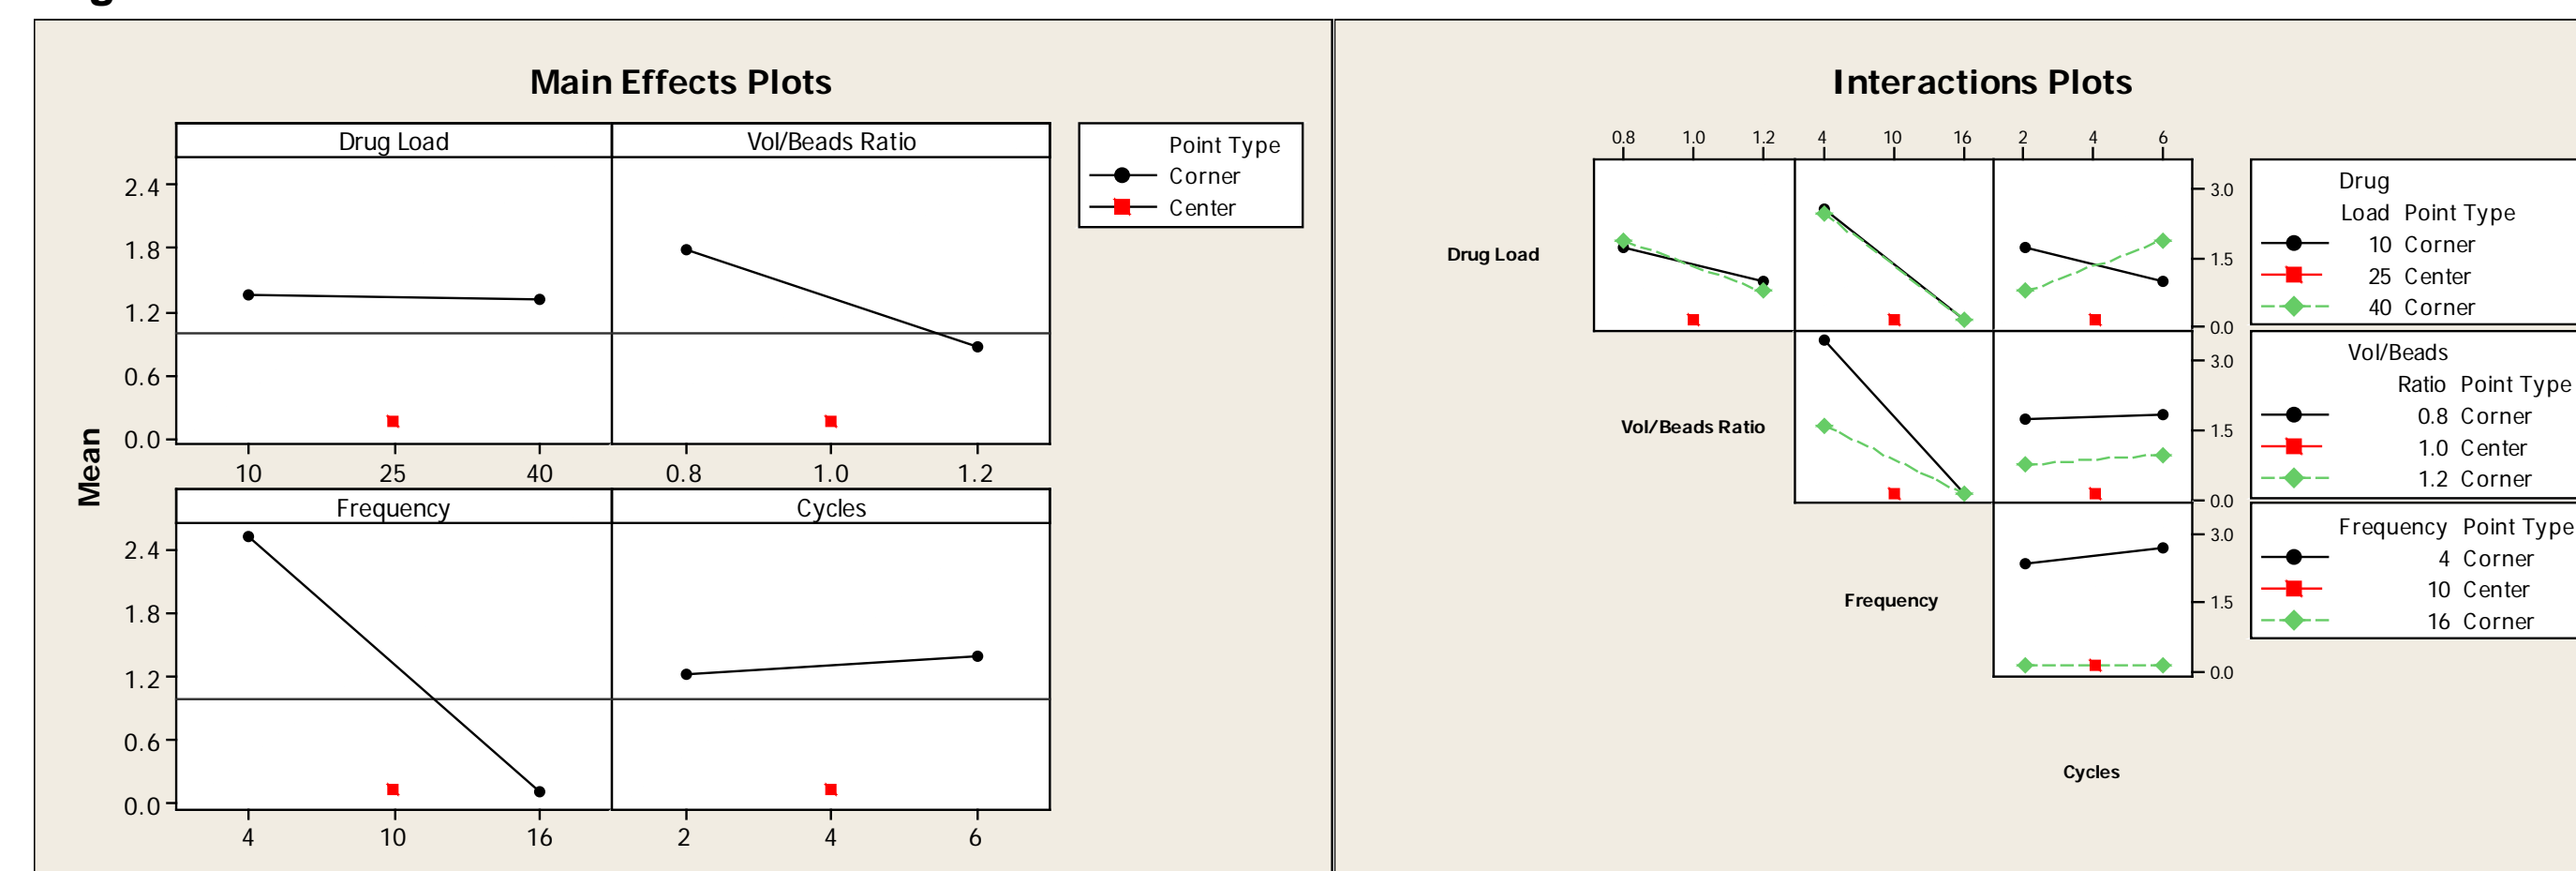 Main Effects Plots
Drug Load
Vol/Beads Ratio
2.4
1.8
1.2
0.6
0.0
10
25
40
0.8
1.0
1.2
Frequency
Cycles
2.4
1.8
1.2
0.6
0.0
4
10
16
2
4
6
Mean
Point Type
Corner
Center
Interactions Plots
0.8
1.0
1.2
4
10
16
2
4
6
Drug Load
3.0
1.5
0.0
Drug
Load Point Type
10 Corner
25 Center
40 Corner
Vol/Beads Ratio
3.0
1.5
0.0
Vol/Beads
Ratio Point Type
0.8 Corner
1.0 Center
1.2 Corner
Frequency
3.0
1.5
0.0
Frequency Point Type
4 Corner
10 Center
16 Corner
Cycles